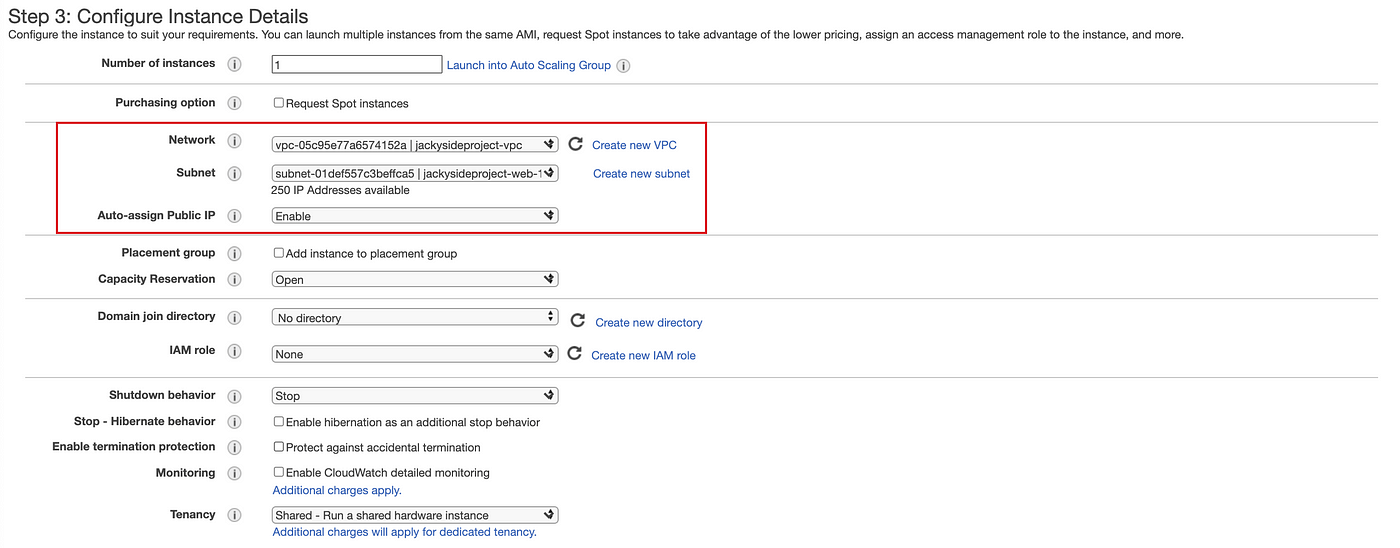 Step 3: Configure Instance Details
Configure the instance to suit your requirements. You can launch multiple instances from the same AMI, request Spot instances to take advantage of the lower pricing, assign an access management role to the instance, and more.
Number of instances 1 Launch into Auto Scaling Group
Purchasing option Request Spot instances
Network vpc-05c95e77a6574152a | jackysideproject-vpc Create new VPC
Subnet subnet-01def557c3beffca5 | jackysideproject-web-1 Create new subnet
250 IP Addresses available
Auto-assign Public IP Enable
Placement group Add instance to placement group
Capacity Reservation Open
Domain join directory No directory Create new directory
IAM role None Create new IAM role
Shutdown behavior Stop
Stop - Hibernate behavior Enable hibernation as an additional stop behavior
Enable termination protection Protect against accidental termination
Monitoring Enable CloudWatch detailed monitoring
Additional charges apply.
Tenancy Shared - Run a shared hardware instance
Additional charges will apply for dedicated tenancy.